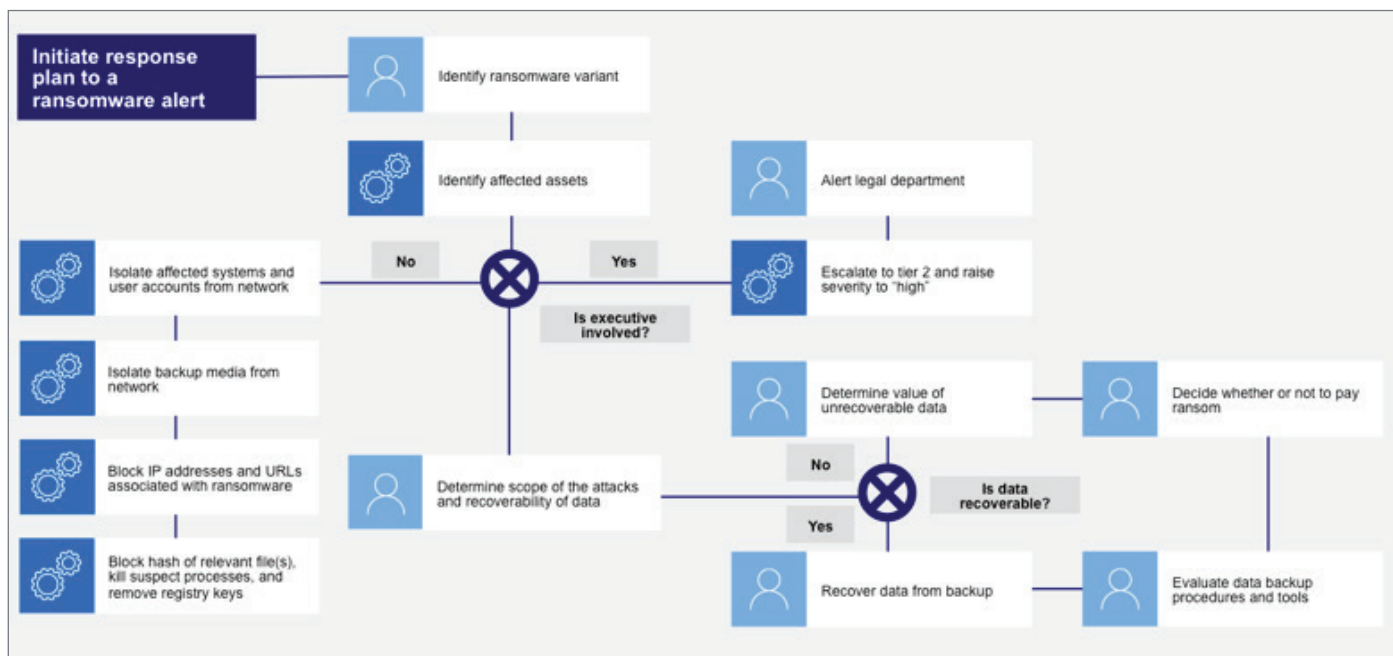 Initiate response
plan to a
ransomware alert
Identify ransomware variant
Identify affected assets
Alert legal department
No
Yes
Is executive
involved?
Escalate to tier 2 and raise
severity to "high"
Isolate affected systems and
user accounts from network
Isolate backup media from
network
Block IP addresses and URLs
associated with ransomware
Block hash of relevant file(s),
kill suspect processes, and
remove registry keys
Determine scope of the attacks
and recoverability of data
Determine value of
unrecoverable data
Decide whether or not to pay
ransom
No
Is data
recoverable?
Yes
Recover data from backup
Evaluate data backup
procedures and tools